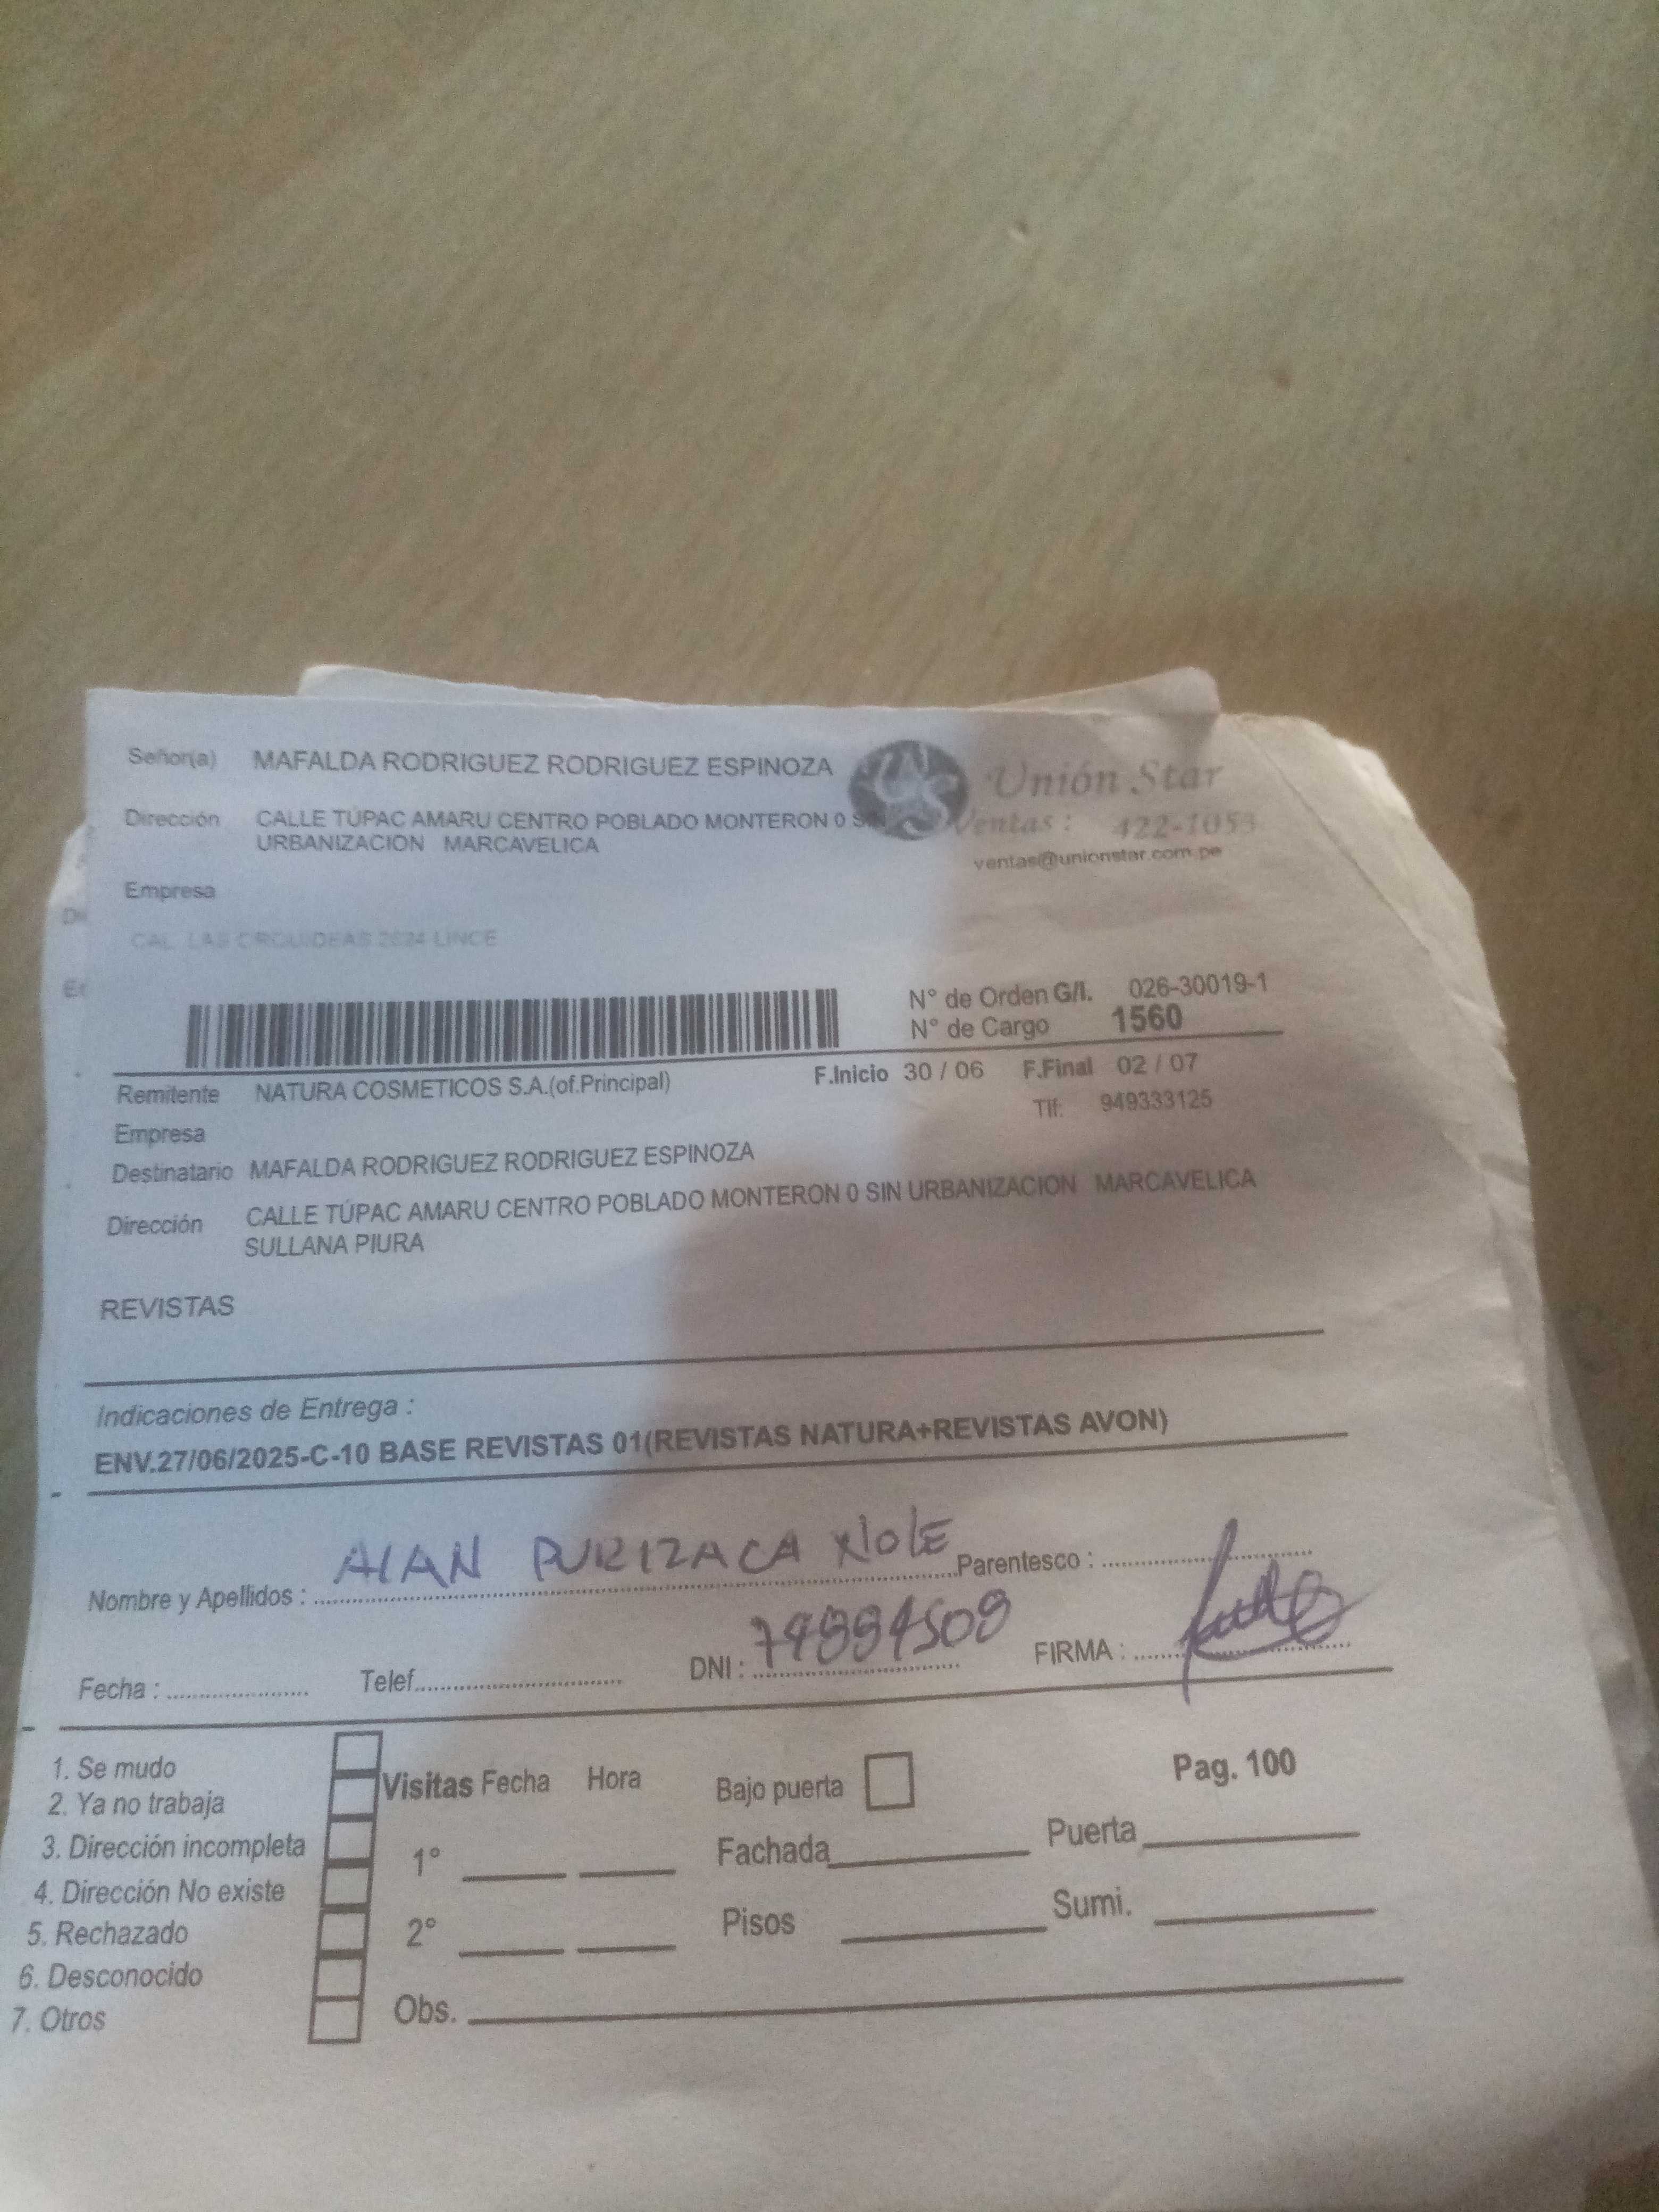 Señor(a) MAFALDA RODRIGUEZ RODRIGUEZ ESPINOZA
Unión Star
Dirección CALLE TÚPAC AMARU CENTRO POBLADO MONTERON 0
URBANIZACION MARCAVELICA
Ventas : 422-1053
ventas@unionstar.com.pe
Empresa
CAL. LAS ORQUIDEAS 2624 LINCE
N° de Orden G/I. 026-30019-1
N° de Cargo 1560
Remitente NATURA COSMETICOS S.A.(of.Principal)
F.Inicio 30 / 06 F.Final 02 / 07
Tlf: 949333125
Empresa
Destinatario MAFALDA RODRIGUEZ RODRIGUEZ ESPINOZA
Dirección CALLE TÚPAC AMARU CENTRO POBLADO MONTERON 0 SIN URBANIZACION MARCAVELICA
SULLANA PIURA
REVISTAS
Indicaciones de Entrega :
ENV.27/06/2025-C-10 BASE REVISTAS 01(REVISTAS NATURA+REVISTAS AVON)
Nombre y Apellidos : AlAN PURIZACA NOlE Parentesco :
Fecha : Telef. DNI : FIRMA :
1. Se mudo
2. Ya no trabaja
3. Dirección incompleta
4. Dirección No existe
5. Rechazado
6. Desconocido
7. Otros
Visitas Fecha Hora
1°
2°
Obs.
Bajo puerta
Fachada
Pisos
Pag. 100
Puerta
Sumi.